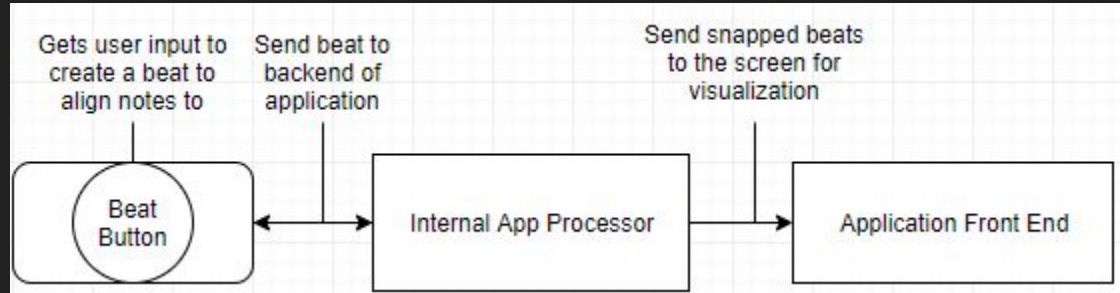 Gets user input to
create a beat to
align notes to
Send beat to
backend of
application
Send snapped beats
to the screen for
visualization
Beat
Button
Internal App Processor
Application Front End